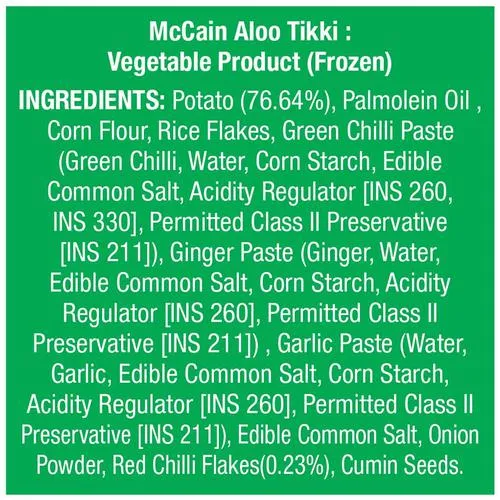 McCain Aloo Tikki :
Vegetable Product (Frozen)
INGREDIENTS: Potato (76.64%), Palmolein Oil ,
Corn Flour, Rice Flakes, Green Chilli Paste
(Green Chilli, Water, Corn Starch, Edible
Common Salt, Acidity Regulator [INS 260,
INS 330], Permitted Class II Preservative
[INS 211]), Ginger Paste (Ginger, Water,
Edible Common Salt, Corn Starch, Acidity
Regulator [INS 260], Permitted Class II
Preservative [INS 211]) , Garlic Paste (Water,
Garlic, Edible Common Salt, Corn Starch,
Acidity Regulator [INS 260], Permitted Class II
Preservative [INS 211]), Edible Common Salt, Onion
Powder, Red Chilli Flakes(0.23%), Cumin Seeds.